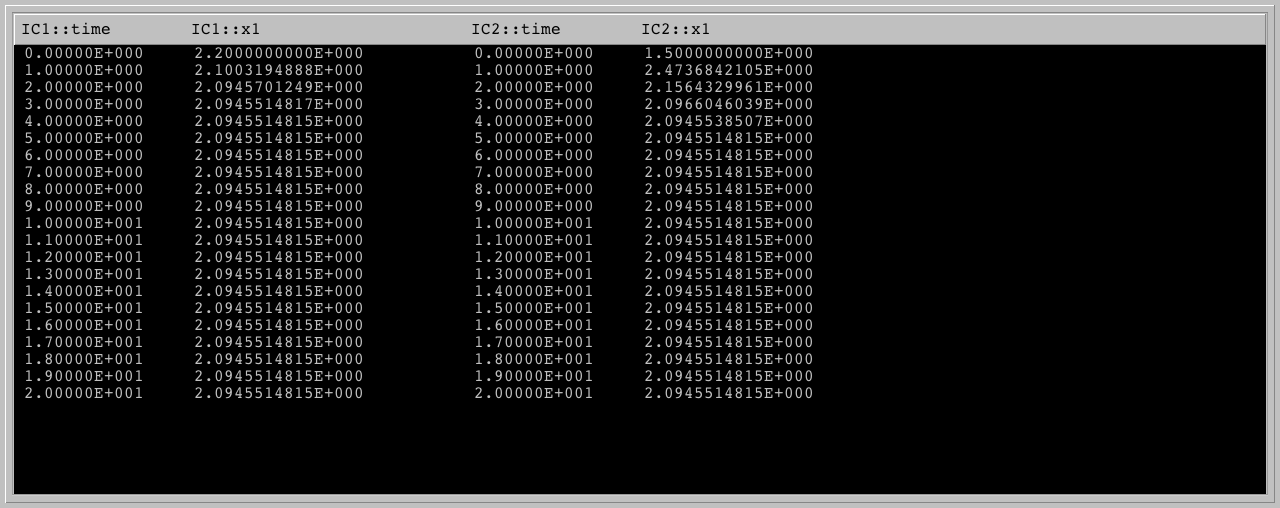 IC1::time IC1::x1 IC2::time IC2::x1
0.00000E+000 2.2000000000E+000 0.00000E+000 1.5000000000E+000
1.00000E+000 2.1003194888E+000 1.00000E+000 2.4736842105E+000
2.00000E+000 2.0945701249E+000 2.00000E+000 2.1564329961E+000
3.00000E+000 2.0945514817E+000 3.00000E+000 2.0966046039E+000
4.00000E+000 2.0945514815E+000 4.00000E+000 2.0945538507E+000
5.00000E+000 2.0945514815E+000 5.00000E+000 2.0945514815E+000
6.00000E+000 2.0945514815E+000 6.00000E+000 2.0945514815E+000
7.00000E+000 2.0945514815E+000 7.00000E+000 2.0945514815E+000
8.00000E+000 2.0945514815E+000 8.00000E+000 2.0945514815E+000
9.00000E+000 2.0945514815E+000 9.00000E+000 2.0945514815E+000
1.00000E+001 2.0945514815E+000 1.00000E+001 2.0945514815E+000
1.10000E+001 2.0945514815E+000 1.10000E+001 2.0945514815E+000
1.20000E+001 2.0945514815E+000 1.20000E+001 2.0945514815E+000
1.30000E+001 2.0945514815E+000 1.30000E+001 2.0945514815E+000
1.40000E+001 2.0945514815E+000 1.40000E+001 2.0945514815E+000
1.50000E+001 2.0945514815E+000 1.50000E+001 2.0945514815E+000
1.60000E+001 2.0945514815E+000 1.60000E+001 2.0945514815E+000
1.70000E+001 2.0945514815E+000 1.70000E+001 2.0945514815E+000
1.80000E+001 2.0945514815E+000 1.80000E+001 2.0945514815E+000
1.90000E+001 2.0945514815E+000 1.90000E+001 2.0945514815E+000
2.00000E+001 2.0945514815E+000 2.00000E+001 2.0945514815E+000